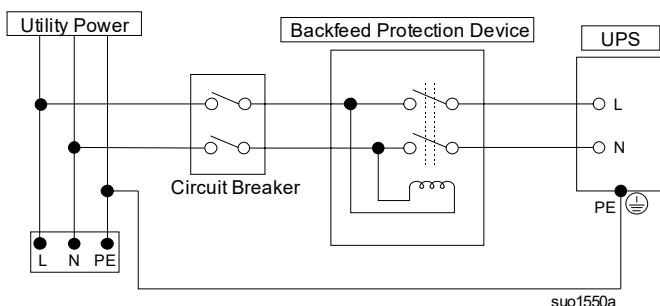 Utility Power
Backfeed Protection Device
UPS
L
N
Circuit Breaker
PE
L N PE
suo1550a